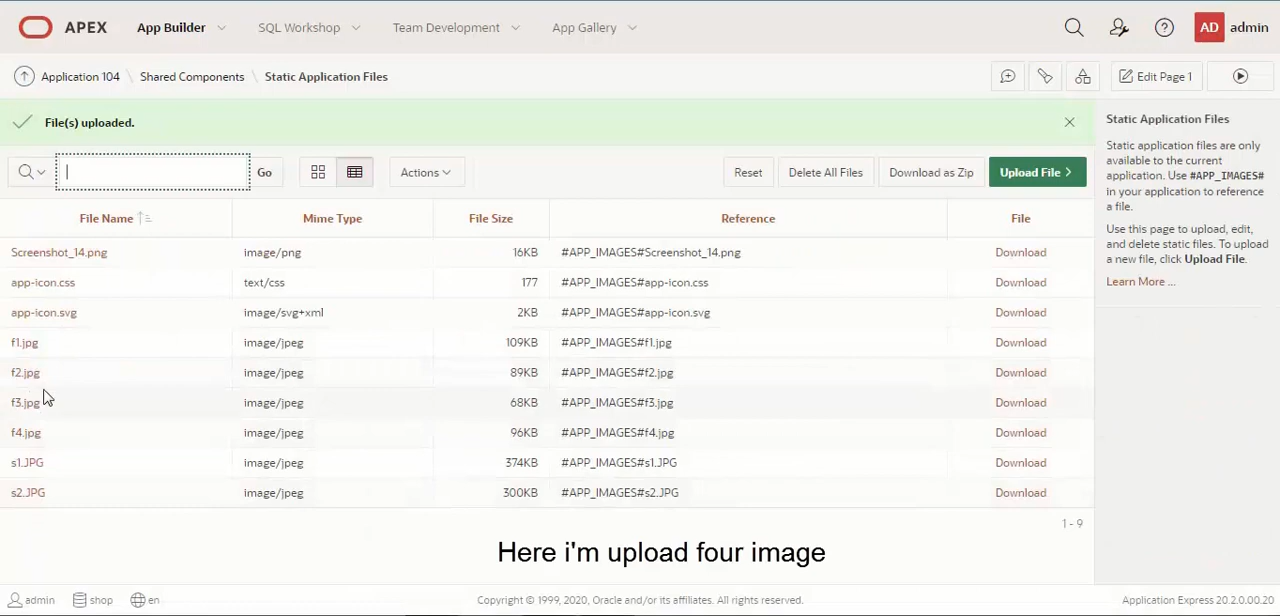 APEX App Builder SQL Workshop Team Development App Gallery AD admin
Application 104 \ Shared Components \ Static Application Files Edit Page 1
File(s) uploaded.
Go Actions Reset Delete All Files Download as Zip Upload File
File Name Mime Type File Size Reference File
Screenshot_14.png image/png 16KB #APP_IMAGES#Screenshot_14.png Download
app-icon.css text/css 177 #APP_IMAGES#app-icon.css Download
app-icon.svg image/svg+xml 2KB #APP_IMAGES#app-icon.svg Download
f1.jpg image/jpeg 109KB #APP_IMAGES#f1.jpg Download
f2.jpg image/jpeg 89KB #APP_IMAGES#f2.jpg Download
f3.jpg image/jpeg 68KB #APP_IMAGES#f3.jpg Download
f4.jpg image/jpeg 96KB #APP_IMAGES#f4.jpg Download
s1.JPG image/jpeg 374KB #APP_IMAGES#s1.JPG Download
s2.JPG image/jpeg 300KB #APP_IMAGES#s2.JPG Download
1 - 9
Static Application Files
Static application files are only
available to the current
application. Use #APP_IMAGES#
in your application to reference
a file.
Use this page to upload, edit,
and delete static files. To upload
a new file, click Upload File.
Learn More ...
Here i'm upload four image
admin shop en Copyright © 1999, 2020, Oracle and/or its affiliates. All rights reserved. Application Express 20.2.0.00.20